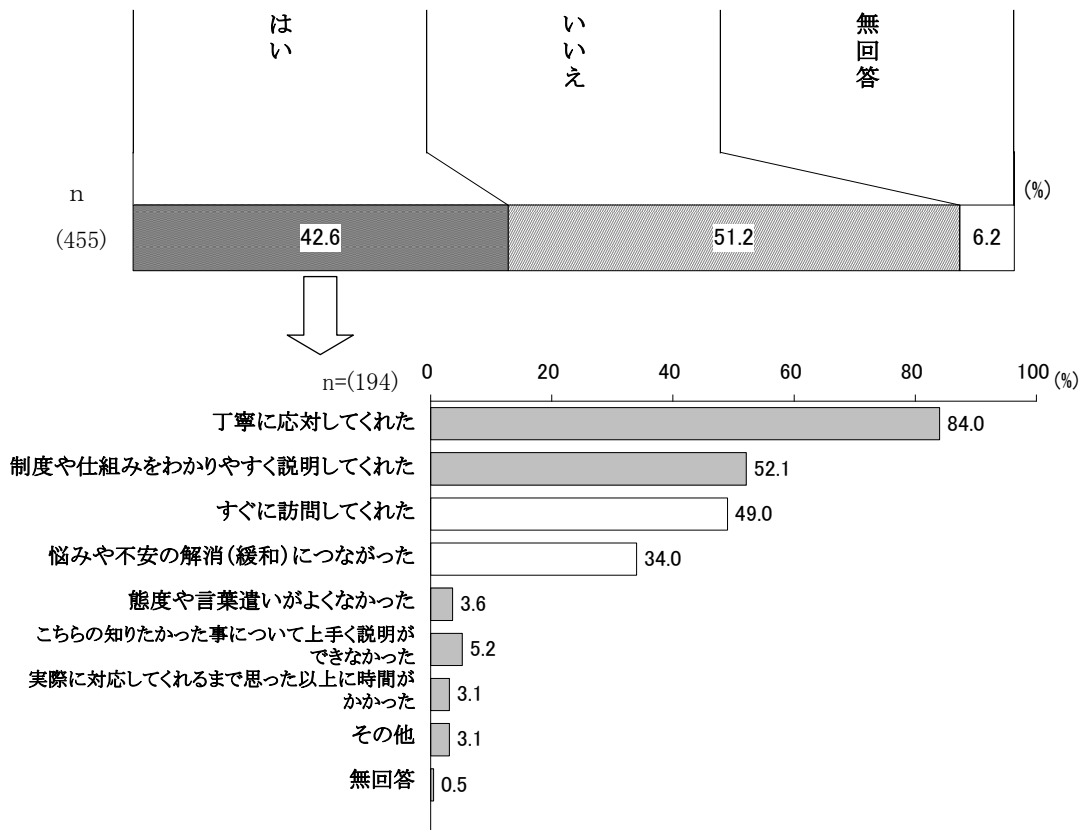 はい
いいえ
無回答
n
(%)
(455)
42.6
51.2
6.2
n=(194)
0
20
40
60
80
100
(%)
丁寧に応対してくれた
84.0
制度や仕組みをわかりやすく説明してくれた
52.1
すぐに訪問してくれた
49.0
悩みや不安の解消(緩和)につながった
34.0
態度や言葉遣いがよくなかった
3.6
こちらの知りたかった事について上手く説明が
できなかった
5.2
実際に対応してくれるまで思った以上に時間が
かかった
3.1
その他
3.1
無回答
0.5